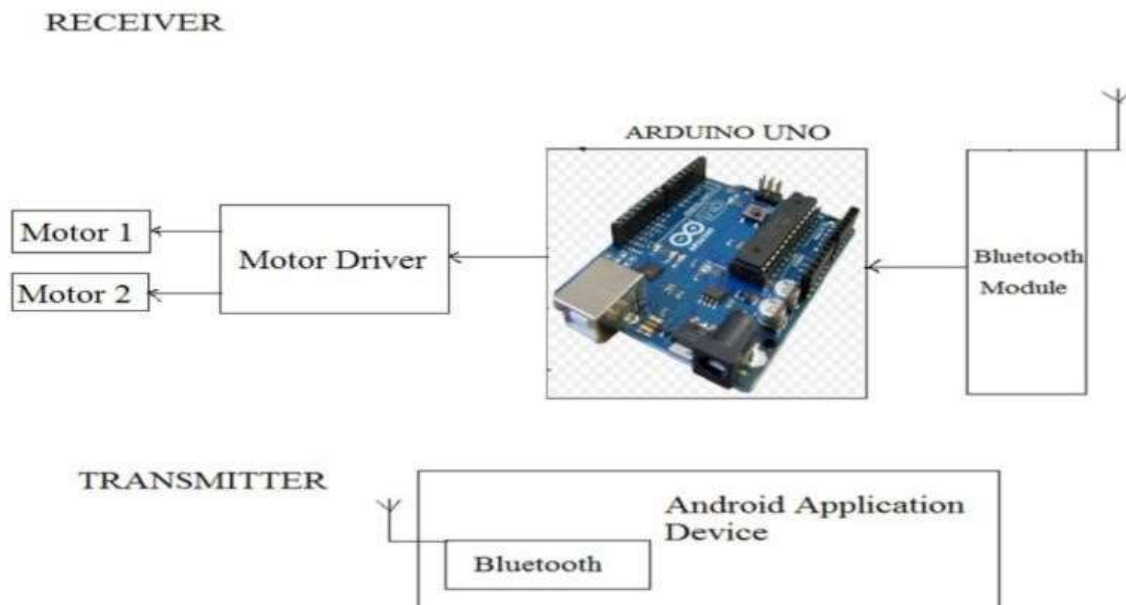 RECEIVER
ARDUINO UNO
Motor 1
Motor 2
Motor Driver
Bluetooth
Module
TRANSMITTER
Android Application
Device
Bluetooth